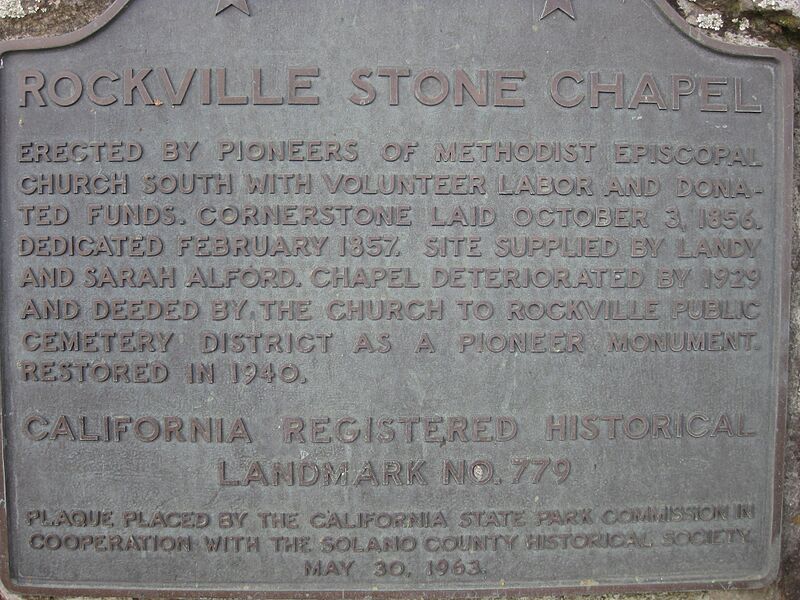 ROCKVILLE STONE CHAPEL
ERECTED BY PIONEERS OF METHODIST EPISCOPAL
CHURCH SOUTH WITH VOLUNTEER LABOR AND DONA-
TED FUNDS. CORNERSTONE LAID OCTOBER 3, 1856.
DEDICATED FEBRUARY 1857. SITE SUPPLIED BY LANDY
AND SARAH ALFORD. CHAPEL DETERIORATED BY 1929
AND DEEDED BY THE CHURCH TO ROCKVILLE PUBLIC
CEMETERY DISTRICT AS A PIONEER MONUMENT.
RESTORED IN 1940.
CALIFORNIA REGISTERED HISTORICAL
LANDMARK NO. 779
PLAQUE PLACED BY THE CALIFORNIA STATE PARK COMMISSION IN
COOPERATION WITH THE SOLANO COUNTY HISTORICAL SOCIETY.
MAY 30, 1963.